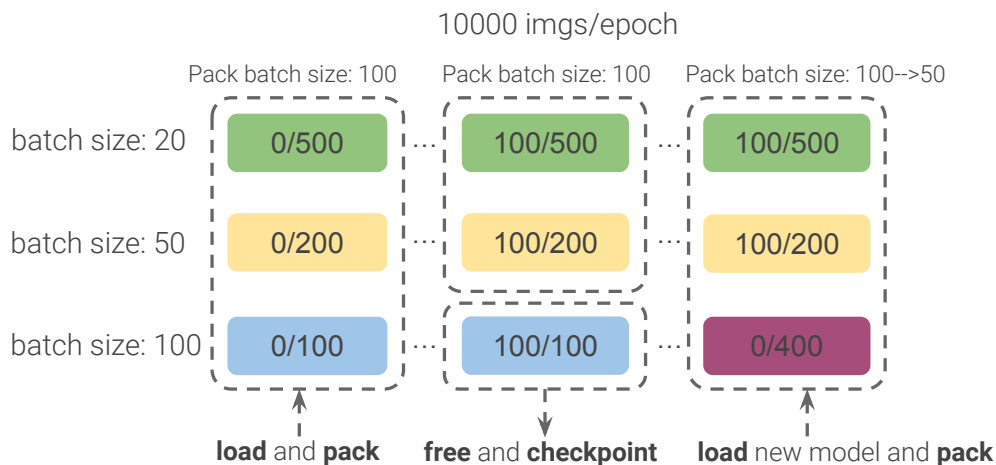 10000 imgs/epoch
Pack batch size: 100 Pack batch size: 100 Pack batch size: 100-->50
batch size: 20 0/500 ... 100/500 ... 100/500
batch size: 50 0/200 ... 100/200 ... 100/200
batch size: 100 0/100 ... 100/100 ... 0/400
load and pack free and checkpoint load new model and pack